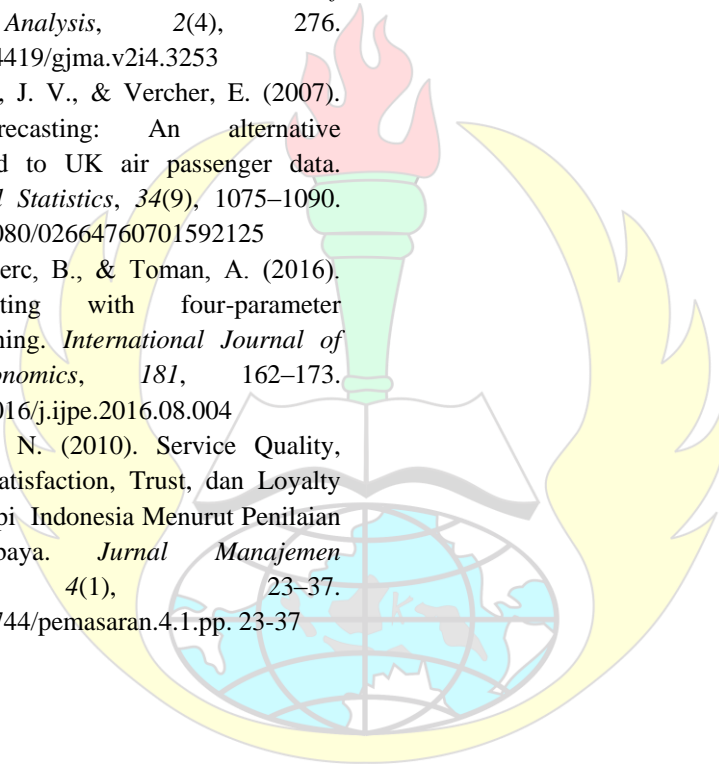 Analysis, 2(4), 276.
4419/gjma.v2i4.3253
, J. V., & Vercher, E. (2007).
recasting: An alternative
d to UK air passenger data.
l Statistics, 34(9), 1075–1090.
080/02664760701592125
erc, B., & Toman, A. (2016).
ting with four-parameter
ning. International Journal of
onomics, 181, 162–173.
016/j.ijpe.2016.08.004
N. (2010). Service Quality,
atisfaction, Trust, dan Loyalty
pi Indonesia Menurut Penilaian
baya. Jurnal Manajemen
4(1), 23–37.
744/pemasaran.4.1.pp. 23-37